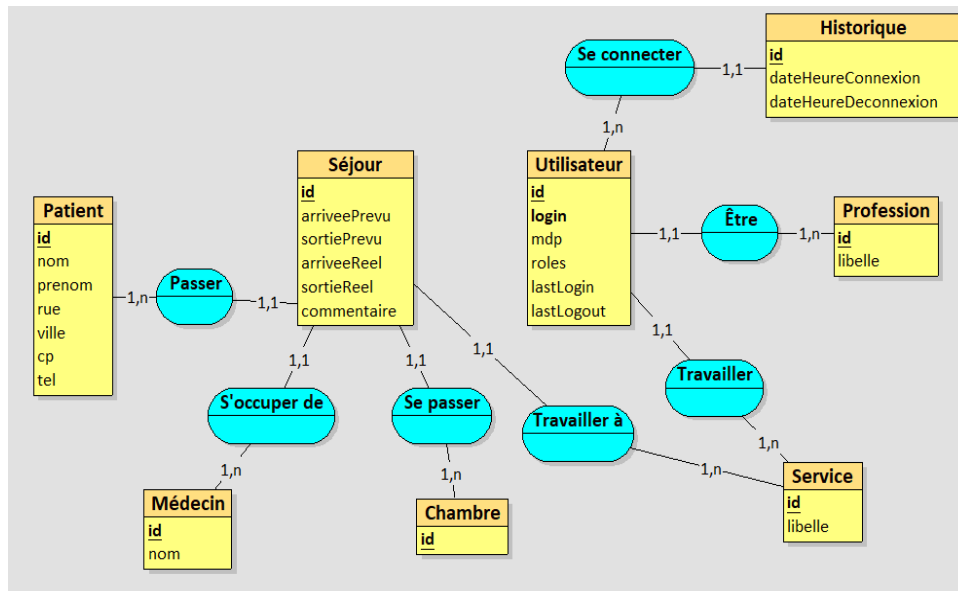 Historique
id
dateHeureConnexion
dateHeureDeconnexion
Se connecter
1,1
1,n
Séjour
id
arriveePrevu
sortiePrevu
arriveeReel
sortieReel
commentaire
Utilisateur
id
login
mdp
roles
lastLogin
lastLogout
Être
1,1
1,n
Profession
id
libelle
Patient
id
nom
prenom
rue
ville
cp
tel
Passer
1,n
1,1
1,1
1,1
1,1
1,1
S'occuper de
Se passer
Travailler à
Travailler
1,n
1,n
1,n
1,n
Médecin
id
nom
Chambre
id
Service
id
libelle